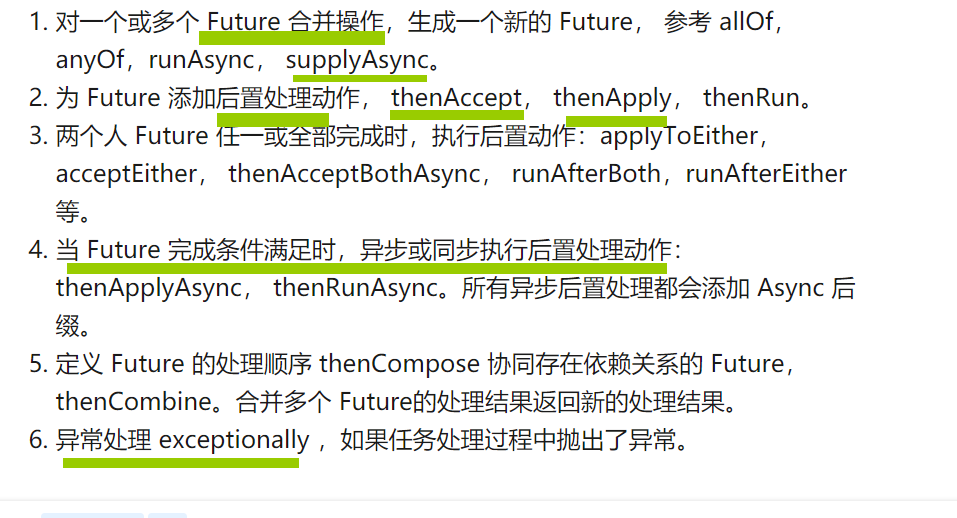 1. 对一个或多个 Future 合并操作，生成一个新的 Future， 参考 allOf，
anyOf，runAsync， supplyAsync。
2. 为 Future 添加后置处理动作， thenAccept， thenApply， thenRun。
3. 两个人 Future 任一或全部完成时，执行后置动作：applyToEither，
acceptEither， thenAcceptBothAsync， runAfterBoth，runAfterEither
等。
4. 当 Future 完成条件满足时，异步或同步执行后置处理动作：
thenApplyAsync， thenRunAsync。所有异步后置处理都会添加 Async 后
缀。
5. 定义 Future 的处理顺序 thenCompose 协同存在依赖关系的 Future，
thenCombine。合并多个 Future的处理结果返回新的处理结果。
6. 异常处理 exceptionally ，如果任务处理过程中抛出了异常。